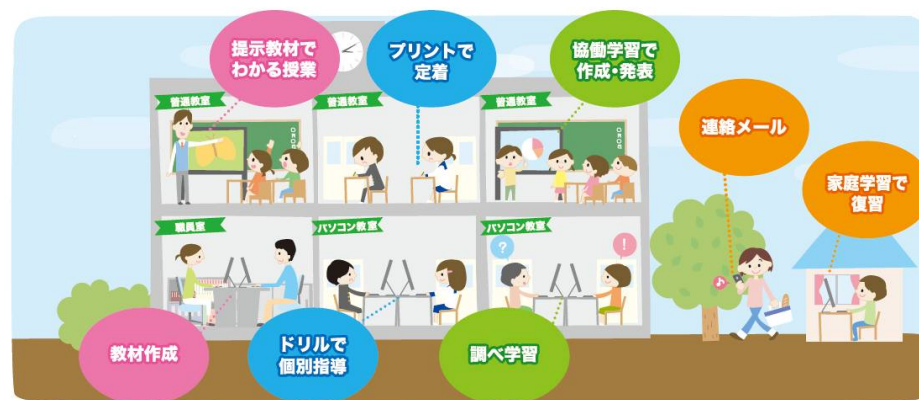 提示教材で
わかる授業
プリントで
定着
協働学習で
作成・発表
普通教室
普通教室
普通教室
連絡メール
家庭学習で
復習
職員室
パソコン教室
パソコン教室
?
!
教材作成
ドリルで
個別指導
調べ学習